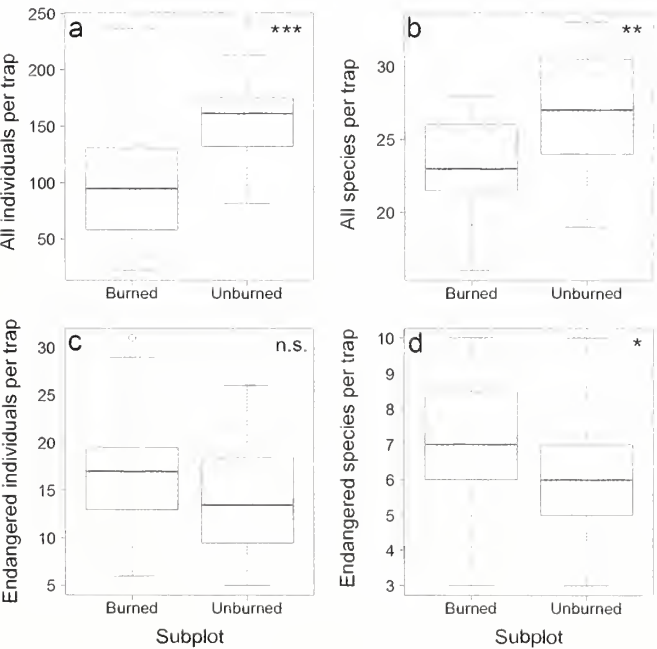 a
***
All individuals per trap
250
200
150
100
50
Burned Unburned
b
**
All species per trap
30
25
20
Burned Unburned
c
n.s.
Endangered individuals per trap
30
25
20
15
10
5
Burned Unburned
Subplot
d
*
Endangered species per trap
10
9
8
7
6
5
4
3
Burned Unburned
Subplot